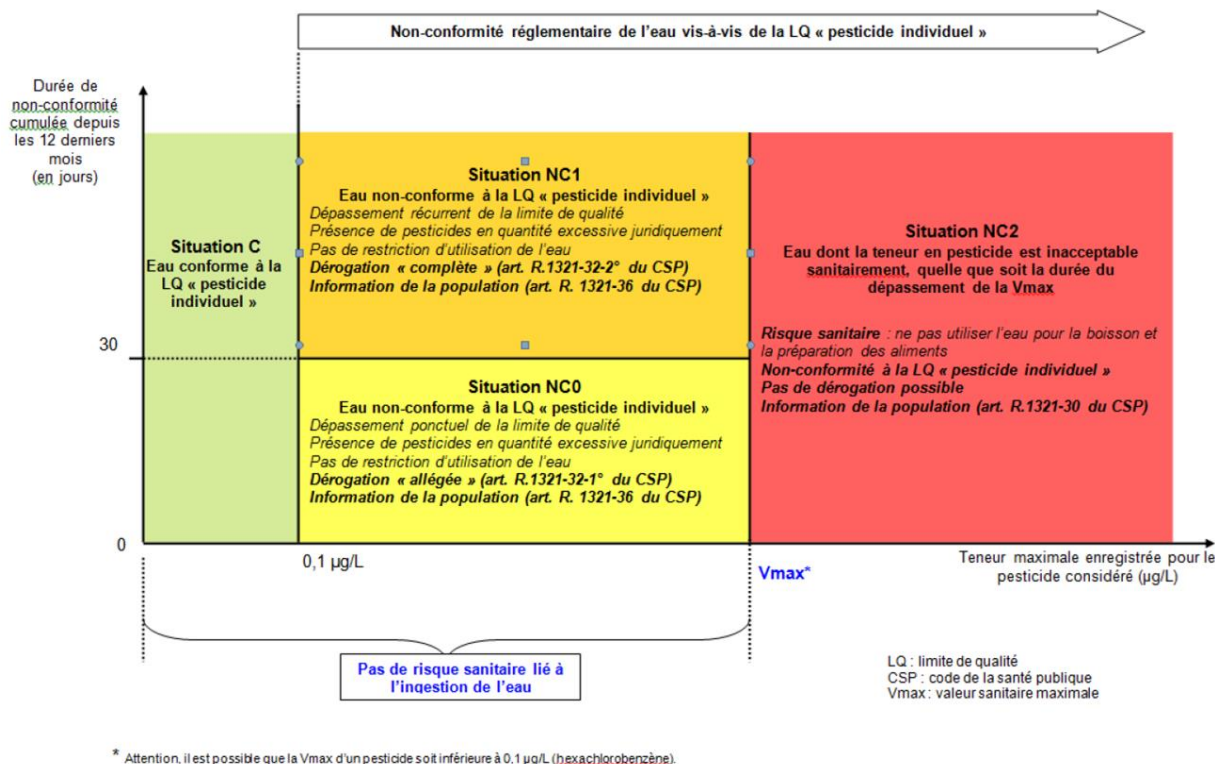 Non-conformité réglementaire de l'eau vis-à-vis de la LQ « pesticide individuel »
Durée de
non-conformité
cumulée depuis
les 12 derniers
mois
(en jours)
Situation C
Eau conforme à la
LQ « pesticide
individuel »
Situation NC1
Eau non-conforme à la LQ « pesticide individuel »
Dépassement récurrent de la limite de qualité
Présence de pesticides en quantité excessive juridiquement
Pas de restriction d'utilisation de l'eau
Dérogation « complète » (art. R.1321-32-2° du CSP)
Information de la population (art. R. 1321-36 du CSP)
Situation NC2
Eau dont la teneur en pesticide est inacceptable
sanitairement, quelle que soit la durée du
dépassement de la Vmax
Risque sanitaire : ne pas utiliser l'eau pour la boisson et
la préparation des aliments
Non-conformité à la LQ « pesticide individuel »
Pas de dérogation possible
Information de la population (art. R.1321-30 du CSP)
30
Situation NC0
Eau non-conforme à la LQ « pesticide individuel »
Dépassement ponctuel de la limite de qualité
Présence de pesticides en quantité excessive juridiquement
Pas de restriction d'utilisation de l'eau
Dérogation « allégée » (art. R.1321-32-1° du CSP)
Information de la population (art. R. 1321-36 du CSP)
0
0,1 µg/L
Vmax*
Teneur maximale enregistrée pour le
pesticide considéré (µg/L)
Pas de risque sanitaire lié à
l'ingestion de l'eau
LQ : limite de qualité
CSP : code de la santé publique
Vmax : valeur sanitaire maximale
* Attention, il est possible que la Vmax d'un pesticide soit inférieure à 0,1 µg/L (hexachlorobenzène).